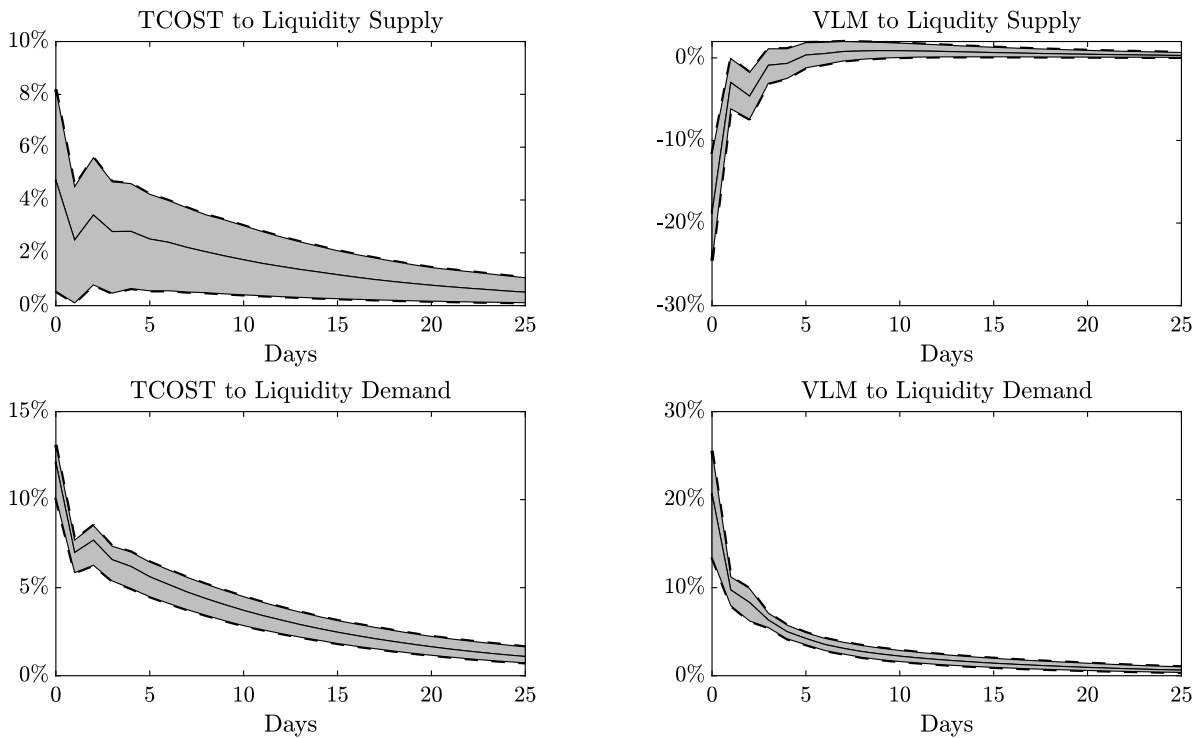 TCOST to Liquidity Supply
10%
8%
6%
4%
2%
0%
0 5 10 15 20 25
Days
VLM to Liqudity Supply
0%
-10%
-20%
-30%
0 5 10 15 20 25
Days
TCOST to Liquidity Demand
15%
10%
5%
0%
0 5 10 15 20 25
Days
VLM to Liquidity Demand
30%
20%
10%
0%
0 5 10 15 20 25
Days